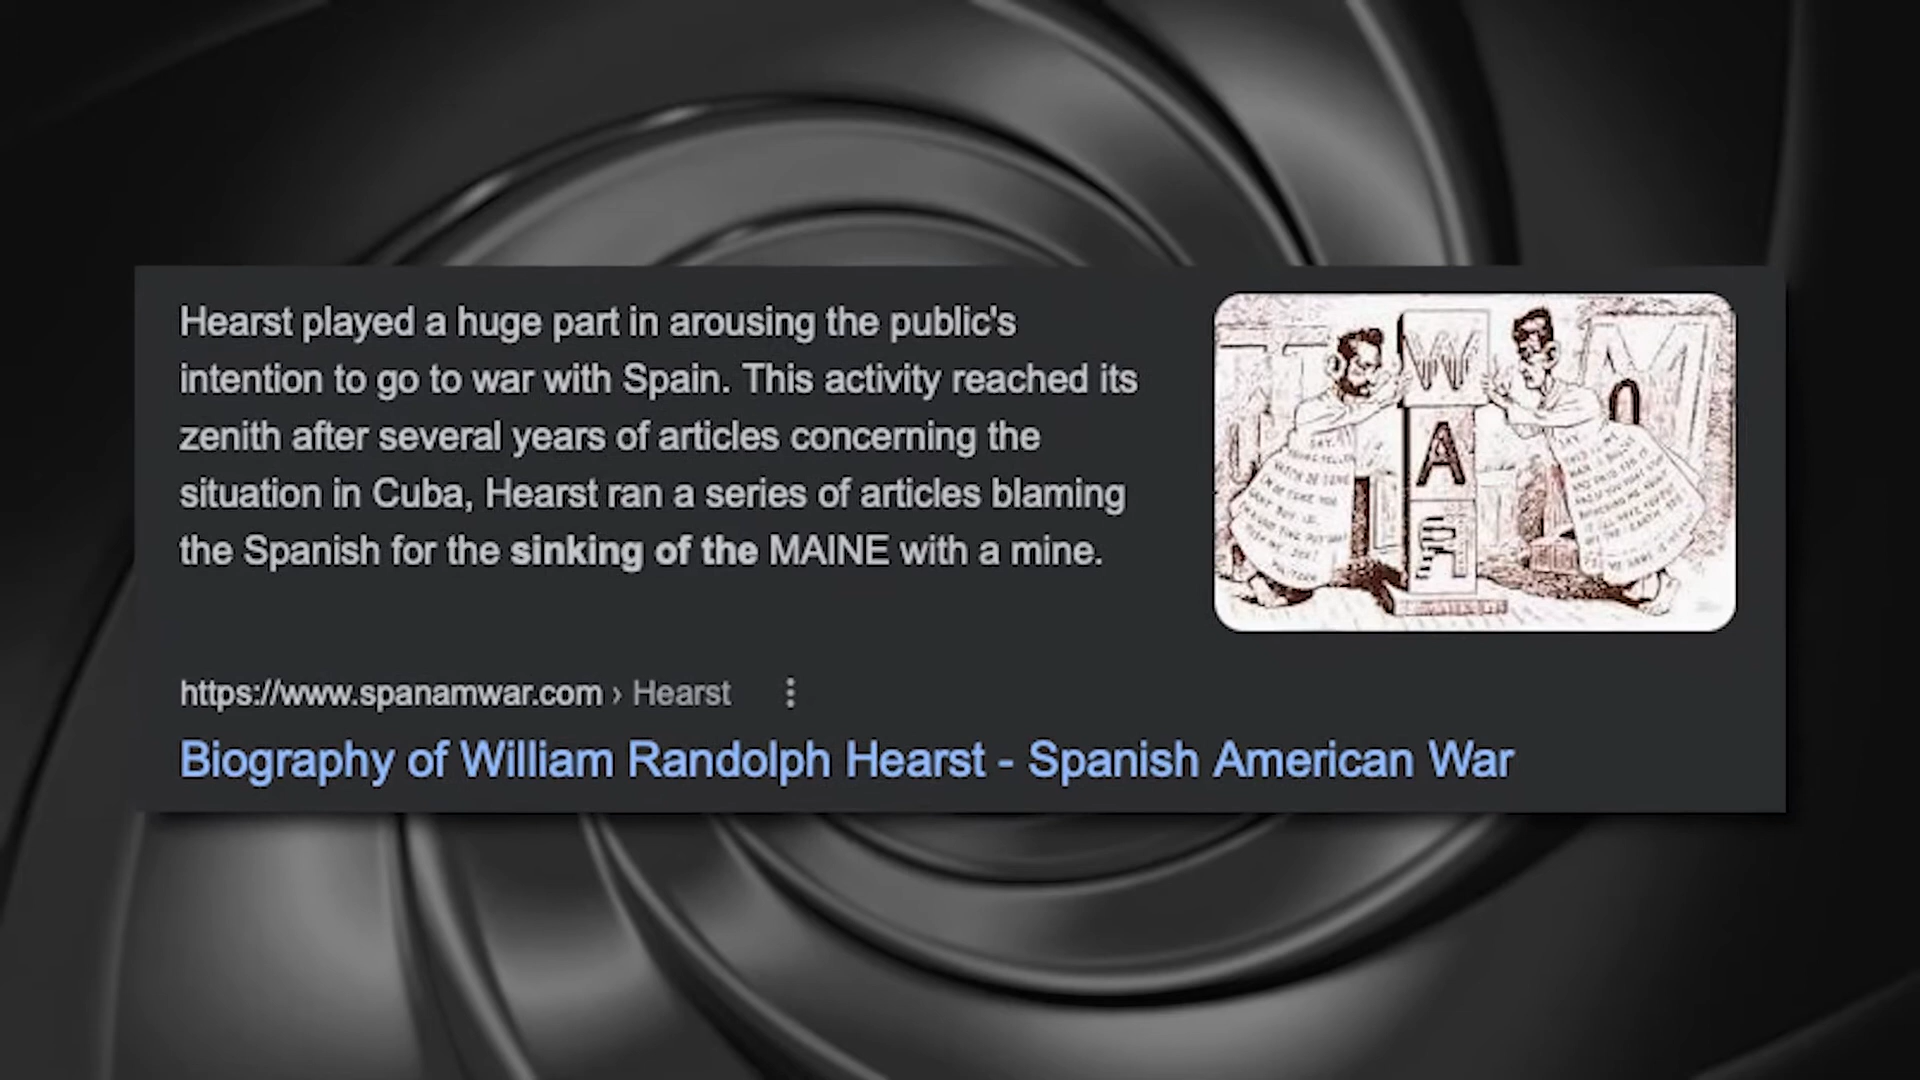 Hearst played a huge part in arousing the public's
intention to go to war with Spain. This activity reached its
zenith after several years of articles concerning the
situation in Cuba, Hearst ran a series of articles blaming
the Spanish for the sinking of the MAINE with a mine.
W
A
R
https://www.spanamwar.com › Hearst
Biography of William Randolph Hearst - Spanish American War